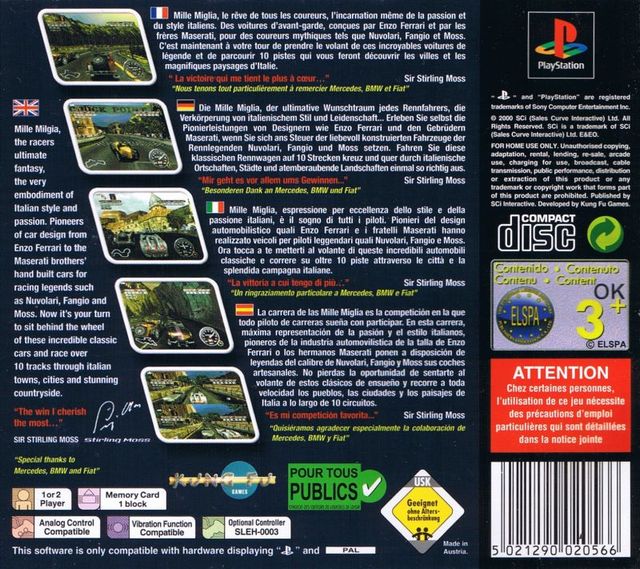 Mille Miglia, le rêve de tous les coureurs, l'incarnation même de la passion et
du style italiens. Des voitures d'avant-garde, conçues par Enzo Ferrari et par les
frères Maserati, pour des coureurs mythiques tels que Nuvolari, Fangio et Moss.
C'est maintenant à votre tour de prendre le volant de ces incroyables voitures de
légende et de parcourir 10 pistes qui vous feront découvrir les villes et les
magnifiques paysages d'Italie.
" La victoire qui me tient le plus à cœur..." Sir Stirling Moss
"Nous tenons tout particulièrement à remercier Mercedes, BMW et Fiat"
Die Mille Miglia, der ultimative Wunschtraum jedes Rennfahrers, die
Verkörperung von italienischem Stil und Leidenschaft... Erleben Sie selbst die
Pionierleistungen von Designern wie Enzo Ferrari und den Gebrüdern
Maserati, wenn Sie sich ans Steuer der liebevoll konstruierten Fahrzeuge der
Rennlegenden Nuvolari, Fangio und Moss setzen. Fahren Sie diese
klassischen Rennwagen auf 10 Strecken kreuz und quer durch italienische
Ortschaften, Städte und atemberaubende Landschaften einmal so richtig aus.
"Mir geht es vor allem ums Gewinnen..." Sir Stirling Moss
"Besonderen Dank an Mercedes, BMW und Fiat"
Mille Miglia, espressione per eccellenza dello stile e della
passione italiani, è il sogno di tutti i piloti. Pionieri del design
automobilistico quali Enzo Ferrari e i fratelli Maserati hanno
realizzato veicoli per piloti leggendari quali Nuvolari, Fangio e Moss.
Ora tocca a te metterti al volante di queste incredibili automobili
classiche e correre su oltre 10 piste attraverso le città e la
splendida campagna italiane.
"La vittoria a cui tengo di più..." Sir Stirling Moss
"Un ringraziamento particolare a Mercedes, BMW e Fiat"
La carrera de las Mille Miglia es la competición en la que
todo piloto de carreras sueña con participar. En esta carrera,
máxima representación de la pasión y el estilo italianos,
pioneros de la industria automovilística de la talla de Enzo
Ferrari o los hermanos Maserati ponen a disposición de
leyendas del calibre de Nuvolari, Fangio y Moss sus coches
artesanales. No pierdas la oportunidad de sentarte al
volante de estos clásicos de ensueño y recorre a toda
velocidad los pueblos, las ciudades y los paisajes de
Italia a lo largo de 10 circuitos.
"Es mi competición favorita..." Sir Stirling Moss
"Quisiéramos agradecer especialmente la colaboración de
Mercedes, BMW y Fiat"
Mille Milgia,
the racers
ultimate
fantasy,
the very
embodiment of
Italian style and
passion. Pioneers
of car design from
Enzo Ferrari to the
Maserati brothers'
hand built cars for
racing legends such
as Nuvolari, Fangio and
Moss. Now it's your turn
to sit behind the wheel
of these incredible classic
cars and race over
10 tracks through italian
towns, cities and stunning
countryside.
"The win I cherish
the most..."
SIR STIRLING MOSS Stirling Moss
"Special thanks to
Mercedes, BMW and Fiat"
KUNG FU
GAMES
POUR TOUS
PUBLICS
USK
Geeignet
ohne Alters-
beschränkung
Made in
Austria.
1 or 2
Player
Memory Card
1 block
Analog Control
Compatible
Vibration Function
Compatible
Optional Controller
SLEH-0003
This software is only compatible with hardware displaying " " and PAL
PlayStation
" " and "PlayStation" are registered
trademarks of Sony Computer Entertainment Inc.
© 2000 SCi (Sales Curve Interactive) Ltd. All
Rights Reserved. SCi is a trademark of SCi
(Sales Curve Interactive) Ltd. E&EO.
FOR HOME USE ONLY. Unauthorised copying,
adaptation, rental, lending, re-sale, arcade
use, charging for use, broadcast, cable
transmission, public performance, distribution
or extraction of this product or any
trademark or copyright work that forms part
of this product are prohibited. Published by
SCi Interactive. Developed by Kung Fu Games.
COMPACT
disc
Contenido · Contenuto
Contenu · Content
ELSPA
OK
3+
© ELSPA
ATTENTION
Chez certaines personnes,
l'utilisation de ce jeu nécessite
des précautions d'emploi
particulières qui sont détaillées
dans la notice jointe
5 021290 020566